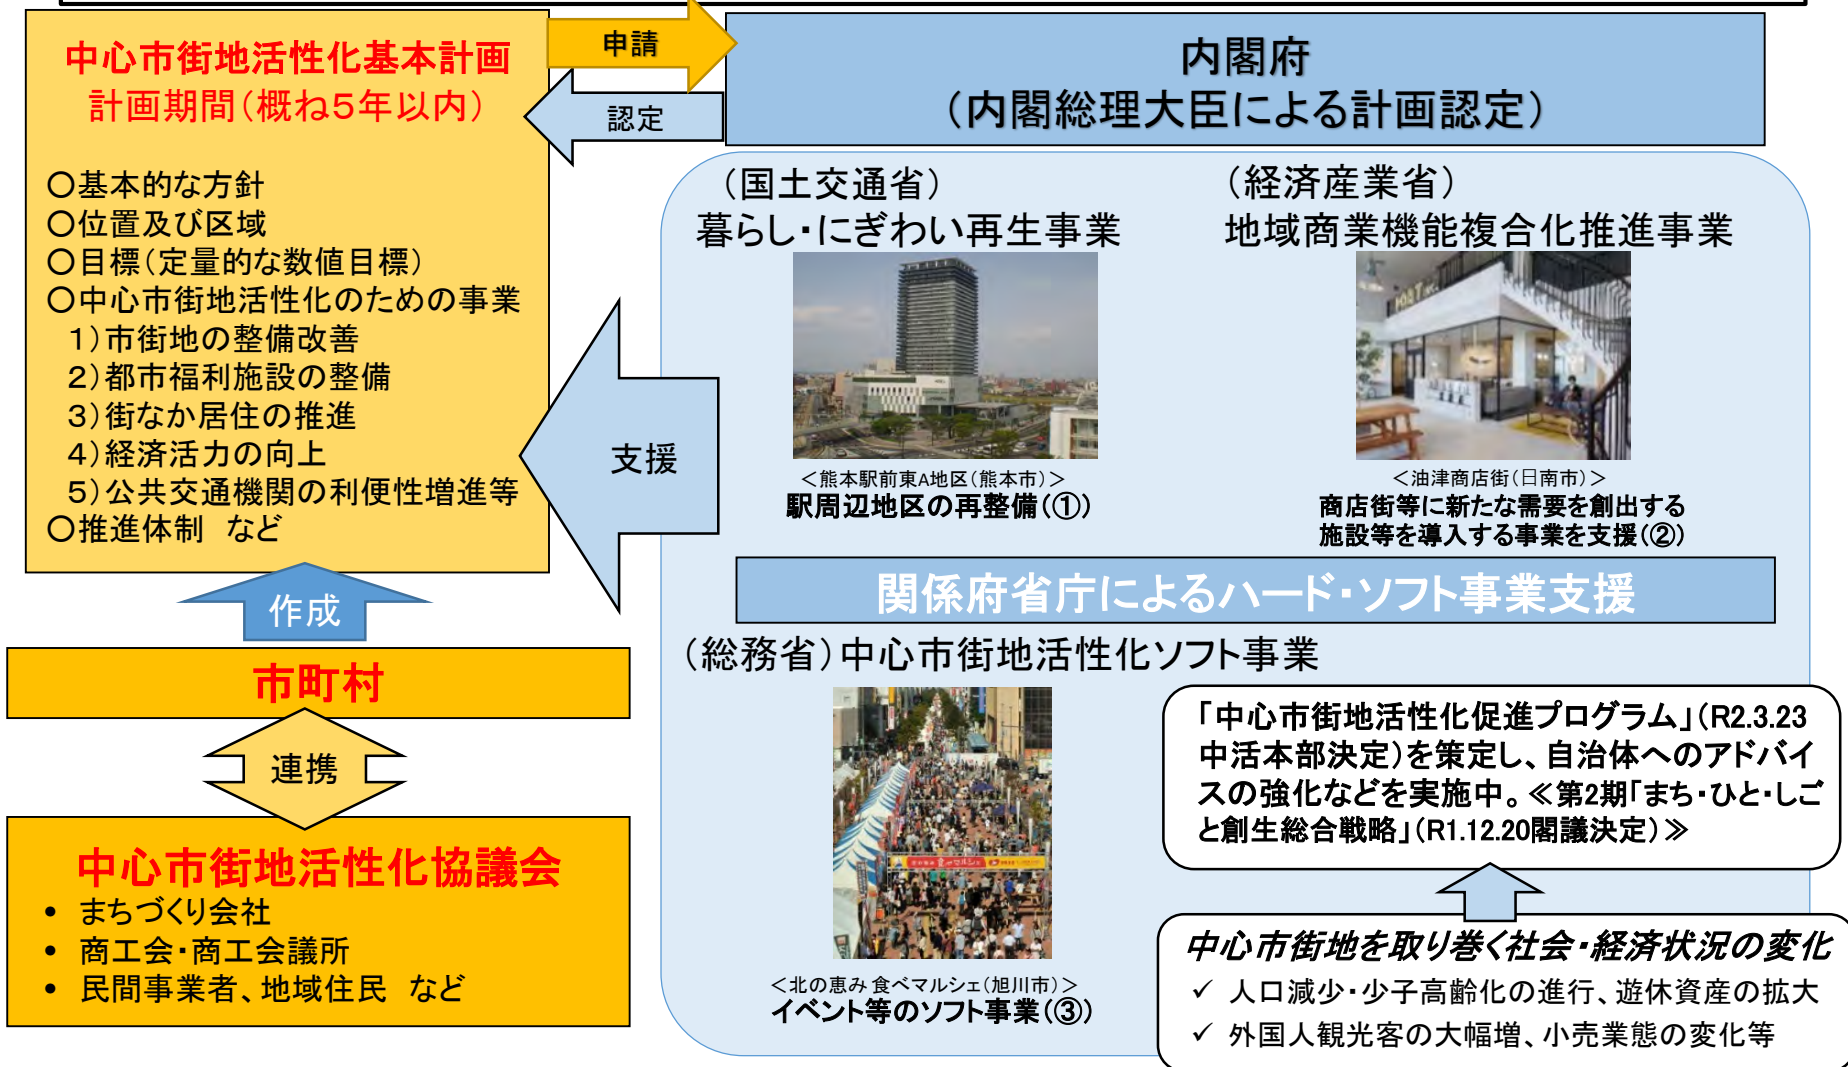 中心市街地活性化基本計画
計画期間(概ね5年以内)
○基本的な方針
○位置及び区域
○目標(定量的な数値目標)
○中心市街地活性化のための事業
1)市街地の整備改善
2)都市福利施設の整備
3)街なか居住の推進
4)経済活力の向上
5)公共交通機関の利便性増進等
○推進体制 など
申請
認定
内閣府
(内閣総理大臣による計画認定)
支援
(国土交通省)
暮らし・にぎわい再生事業
<熊本駅前東A地区(熊本市)>
駅周辺地区の再整備(①)
(経済産業省)
地域商業機能複合化推進事業
<油津商店街(日南市)>
商店街等に新たな需要を創出する
施設等を導入する事業を支援(②)
関係府省庁によるハード・ソフト事業支援
(総務省)中心市街地活性化ソフト事業
<北の恵み 食べマルシェ(旭川市)>
イベント等のソフト事業(③)
作成
市町村
連携
中心市街地活性化協議会
• まちづくり会社
• 商工会・商工会議所
• 民間事業者、地域住民 など
「中心市街地活性化促進プログラム」(R2.3.23
中活本部決定)を策定し、自治体へのアドバイ
スの強化などを実施中。≪第2期「まち・ひと・しご
と創生総合戦略」(R1.12.20閣議決定)≫
中心市街地を取り巻く社会・経済状況の変化
✓ 人口減少・少子高齢化の進行、遊休資産の拡大
✓ 外国人観光客の大幅増、小売業態の変化等